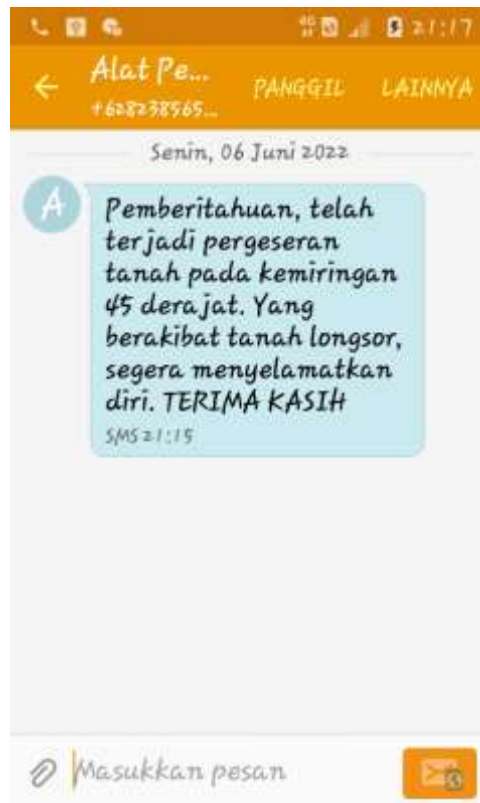 21:17
Alat Pe...
PANGGIL LAINNYA
+628238565...
Senin, 06 Juni 2022
A
Pemberitahuan, telah
terjadi pergeseran
tanah pada kemiringan
45 derajat. Yang
berakibat tanah longsor,
segera menyelamatkan
diri. TERIMA KASIH
SMS 21:15
Masukkan pesan